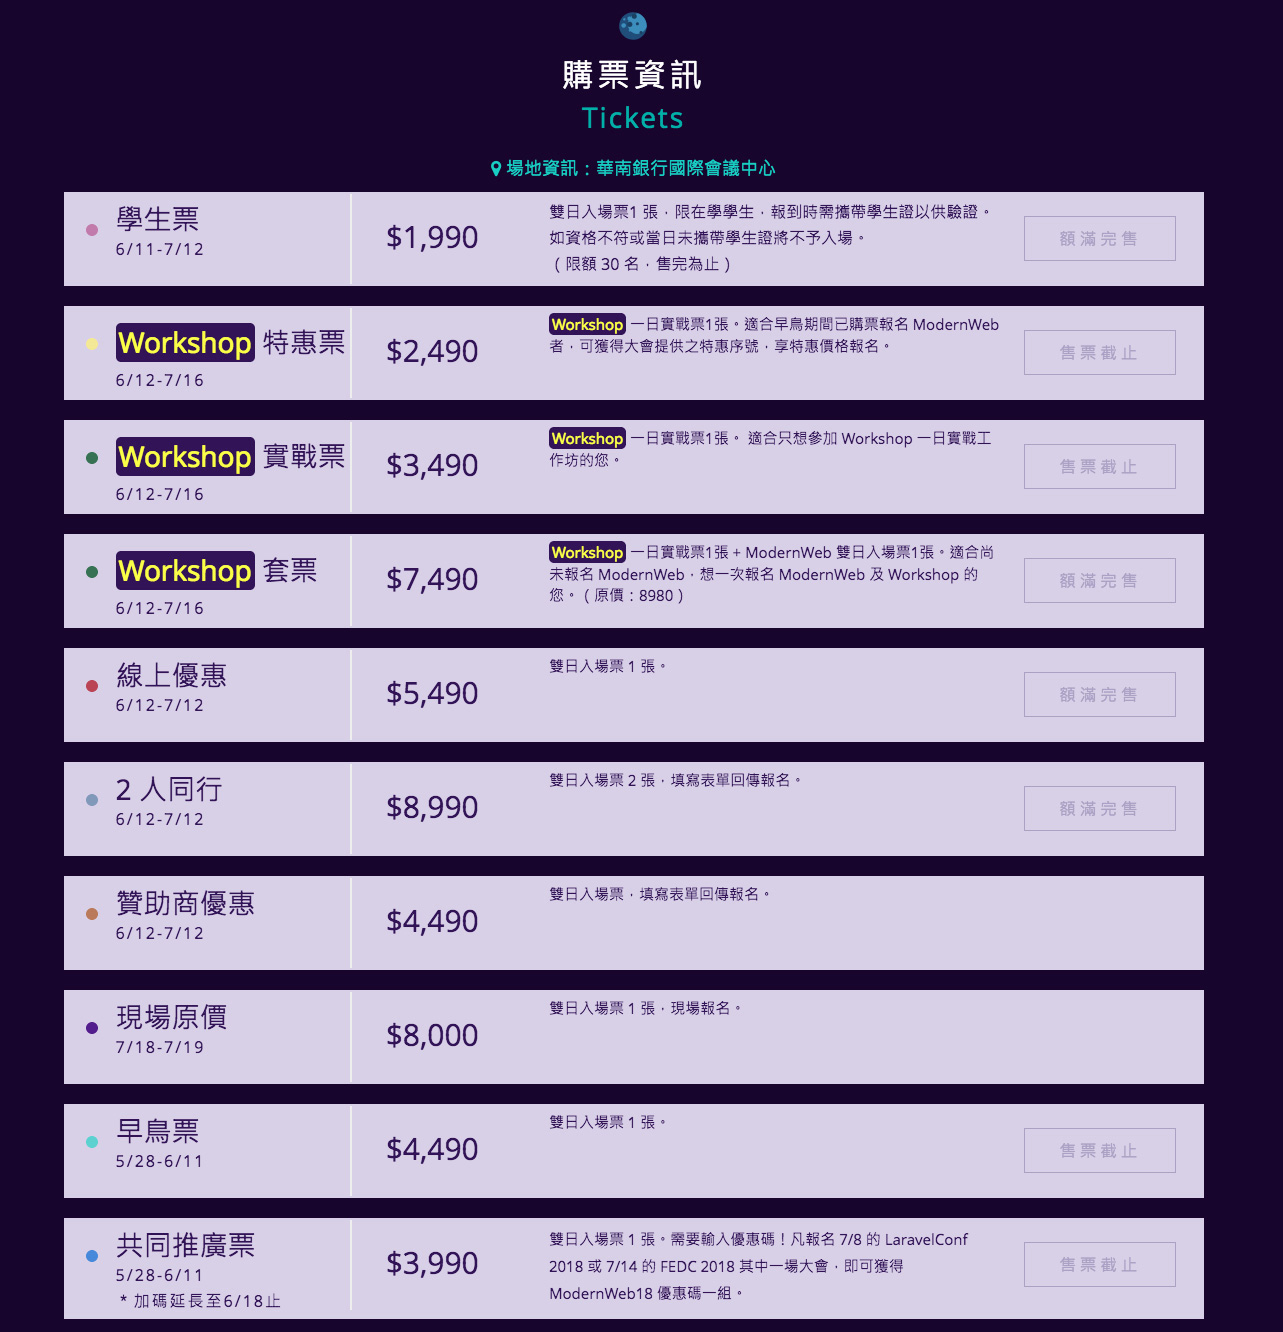 購票資訊
Tickets
場地資訊：華南銀行國際會議中心
學生票
6/11-7/12
$1,990
雙日入場票1 張，限在學學生，報到時需攜帶學生證以供驗證。
如資格不符或當日未攜帶學生證將不予入場。
（限額 30 名，售完為止）
額滿完售
Workshop 特惠票
6/12-7/16
$2,490
Workshop 一日實戰票1張。適合早鳥期間已購票報名 ModernWeb
者，可獲得大會提供之特惠序號，享特惠價格報名。
售票截止
Workshop 實戰票
6/12-7/16
$3,490
Workshop 一日實戰票1張。 適合只想參加 Workshop 一日實戰工
作坊的您。
售票截止
Workshop 套票
6/12-7/16
$7,490
Workshop 一日實戰票1張 + ModernWeb 雙日入場票1張。適合尚
未報名 ModernWeb，想一次報名 ModernWeb 及 Workshop 的
您。（原價：8980）
額滿完售
線上優惠
6/12-7/12
$5,490
雙日入場票 1 張。
額滿完售
2 人同行
6/12-7/12
$8,990
雙日入場票 2 張，填寫表單回傳報名。
額滿完售
贊助商優惠
6/12-7/12
$4,490
雙日入場票，填寫表單回傳報名。
現場原價
7/18-7/19
$8,000
雙日入場票 1 張，現場報名。
早鳥票
5/28-6/11
$4,490
雙日入場票 1 張。
售票截止
共同推廣票
5/28-6/11
* 加碼延長至6/18止
$3,990
雙日入場票 1 張。需要輸入優惠碼！凡報名 7/8 的 LaravelConf
2018 或 7/14 的 FEDC 2018 其中一場大會，即可獲得
ModernWeb18 優惠碼一組。
售票截止